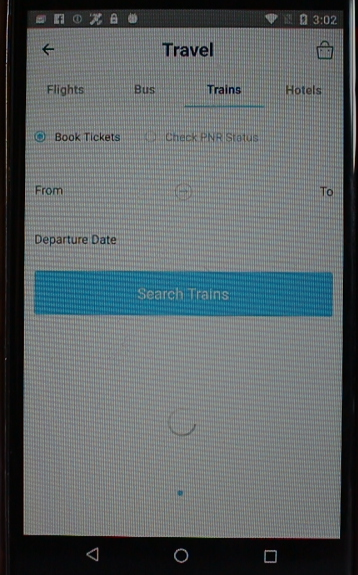 3:02
Travel
Flights Bus Trains Hotels
Book Tickets Check PNR Status
From To
Departure Date
Search Trains